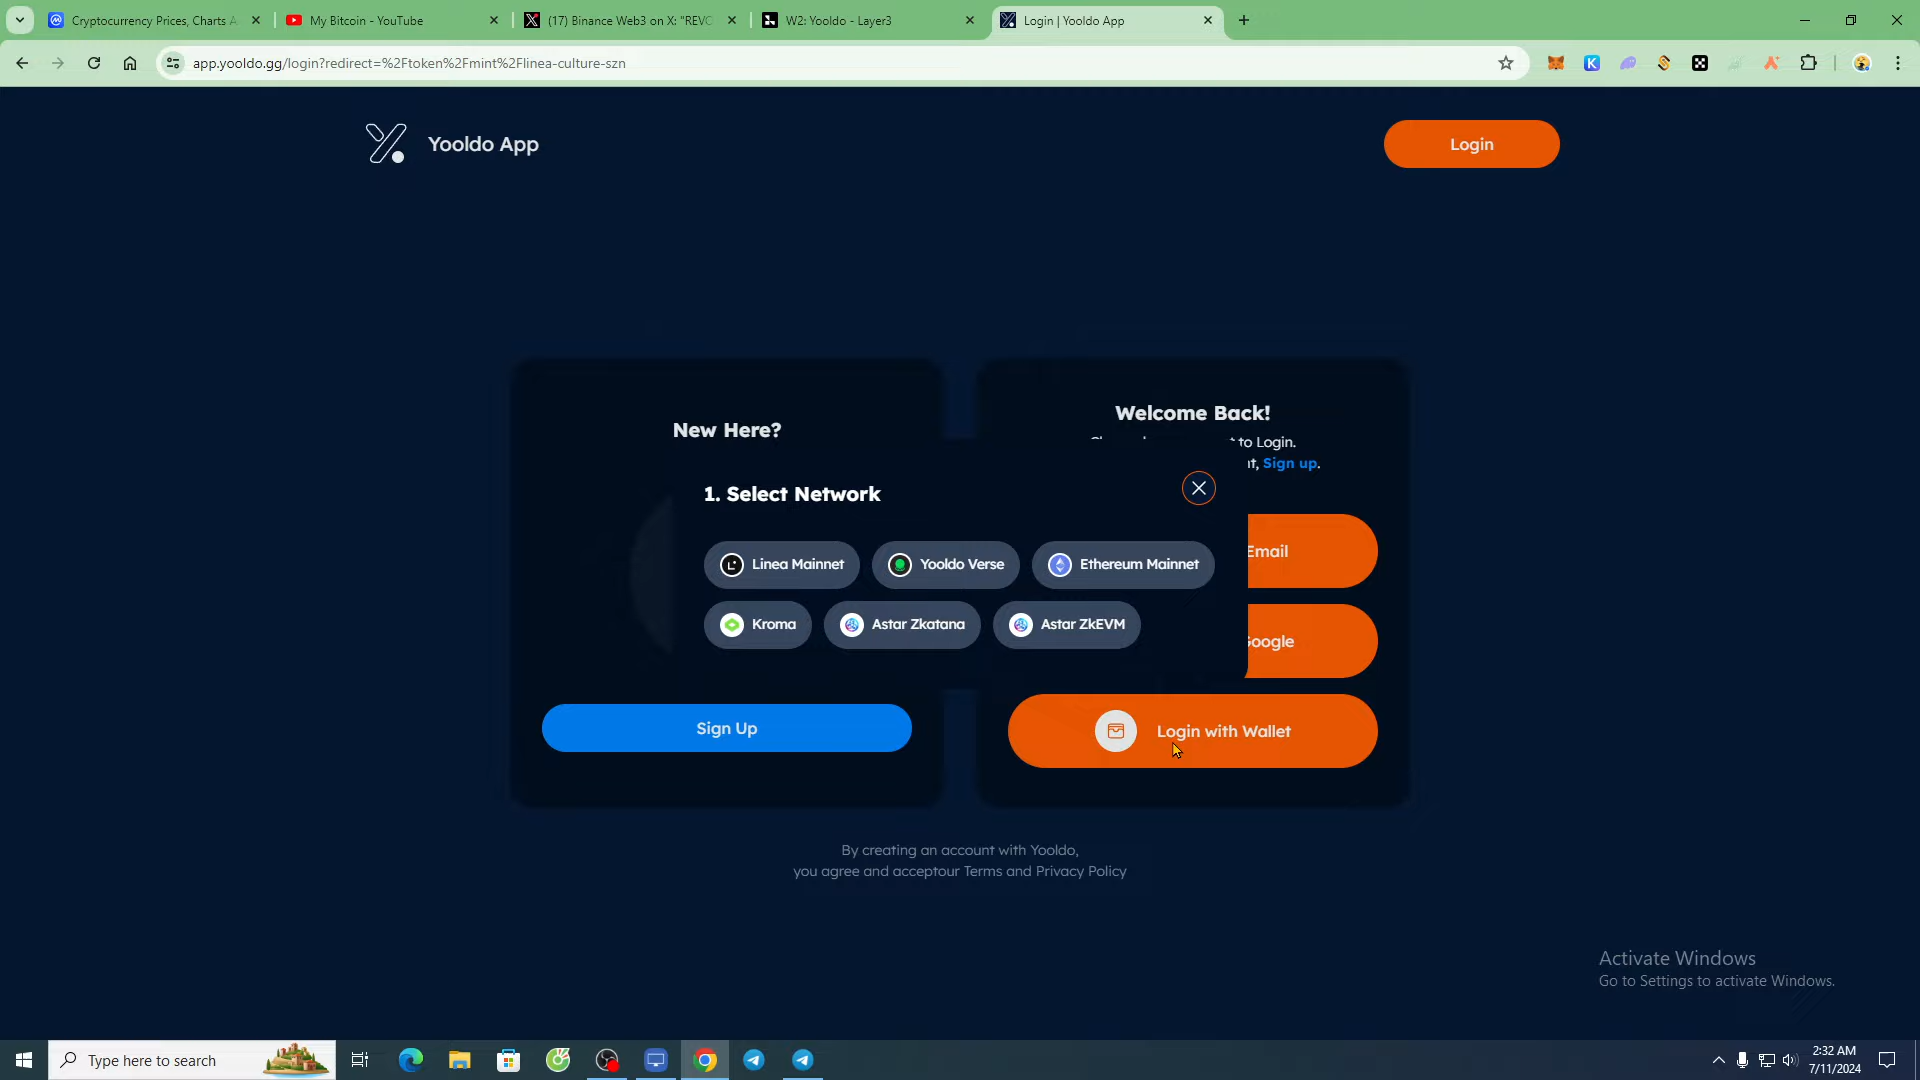 Cryptocurrency Prices, Charts A
My Bitcoin - YouTube
(17) Binance Web3 on X: "REVO
W2: Yooldo - Layer3
Login | Yooldo App
app.yooldo.gg/login?redirect=%2Ftoken%2Fmint%2Flinea-culture-szn
Yooldo App
Login
New Here?
Welcome Back!
to Login.
Sign up.
1. Select Network
Linea Mainnet
Yooldo Verse
Ethereum Mainnet
Email
Kroma
Astar Zkatana
Astar ZkEVM
Google
Sign Up
Login with Wallet
By creating an account with Yooldo,
you agree and acceptour Terms and Privacy Policy
Activate Windows
Go to Settings to activate Windows.
Type here to search
2:32 AM
7/11/2024